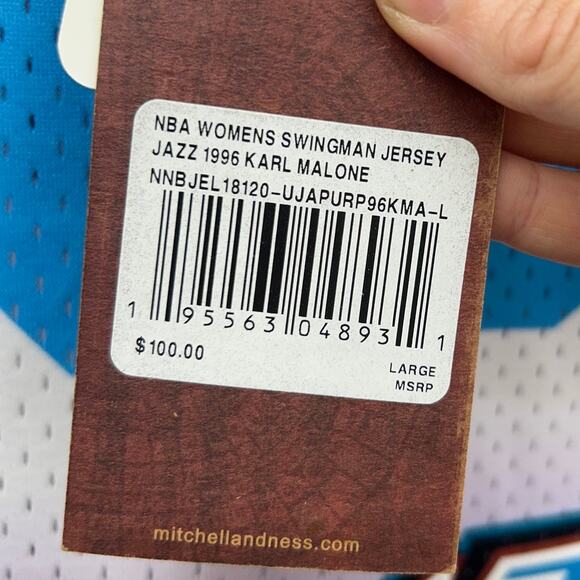 NBA WOMENS SWINGMAN JERSEY
JAZZ 1996 KARL MALONE
NNBJEL18120-UJAPURP96KMA-L
1 95563 04893 1
$100.00
LARGE
MSRP
mitchellandness.com